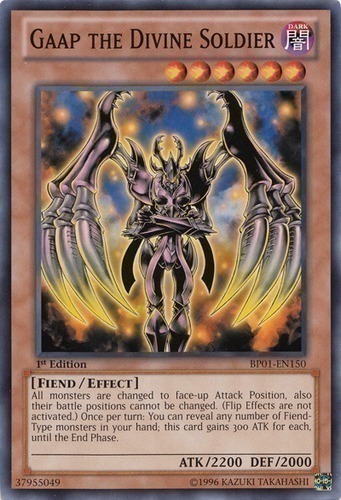 Gaap the Divine Soldier
DARK
闇
1st Edition
BP01-EN150
[Fiend / Effect]
All monsters are changed to face-up Attack Position, also
their battle positions cannot be changed. (Flip Effects are not
activated.) Once per turn: You can reveal any number of Fiend-
Type monsters in your hand; this card gains 300 ATK for each,
until the End Phase.
ATK/2200 DEF/2000
37955049
©1996 KAZUKI TAKAHASHI